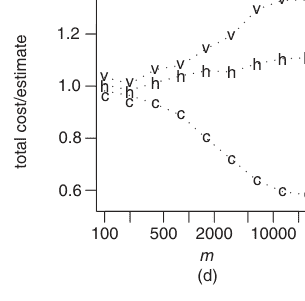 total cost/estimate
1.2
1.0
0.8
0.6
v v v v v v v v
h h h h h h h h h
c c c c c c c c
100 500 2000 10000
m
(d)